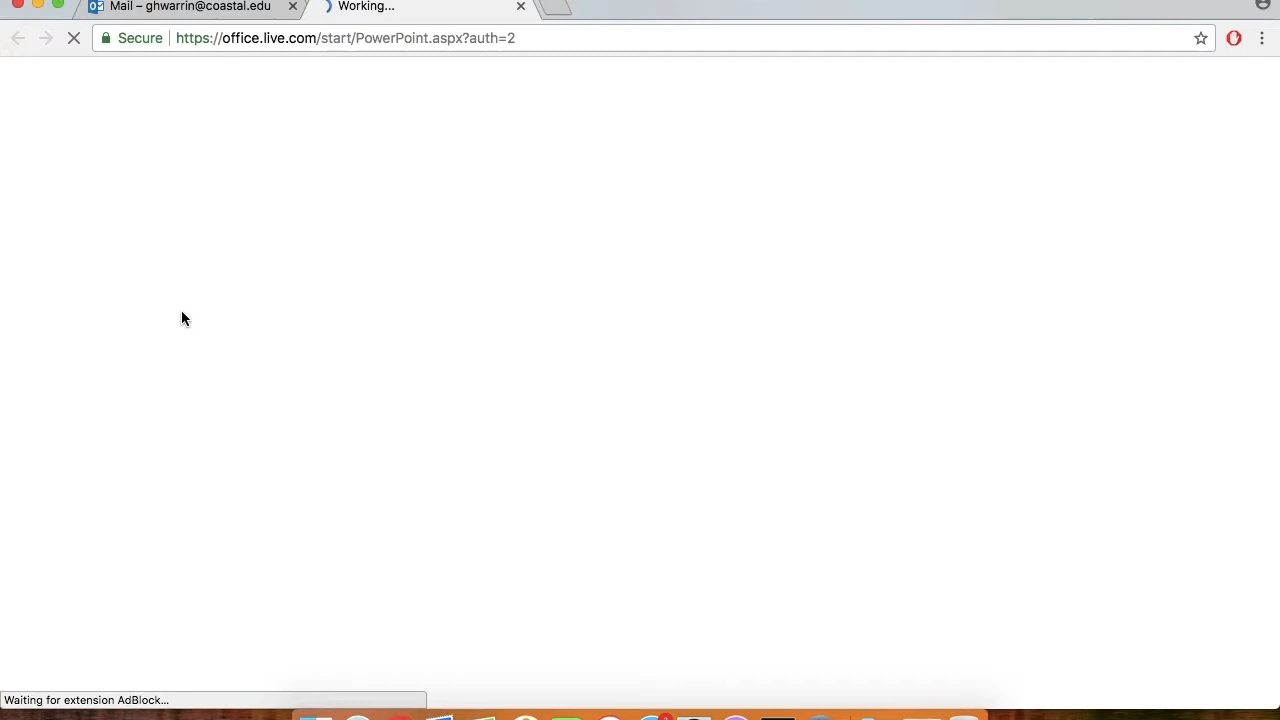 Mail – ghwarrin@coastal.edu
Working...
Secure https://office.live.com/start/PowerPoint.aspx?auth=2
Waiting for extension AdBlock...